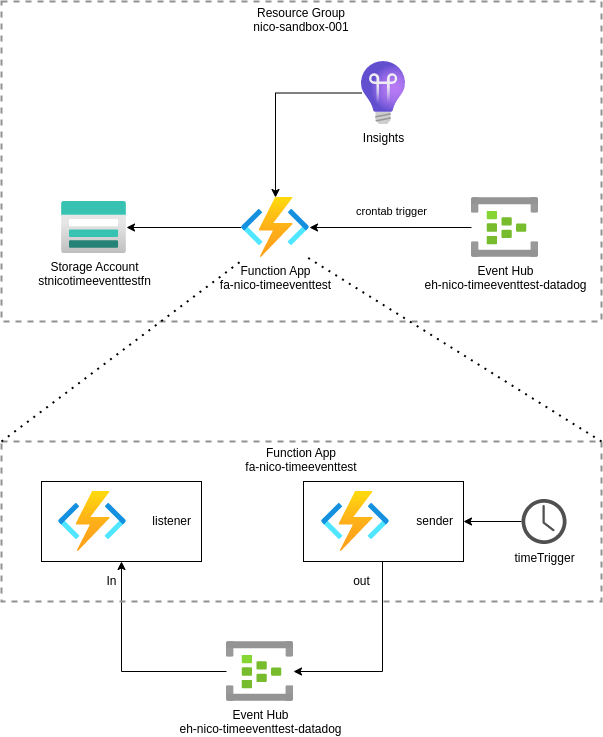 Resource Group
nico-sandbox-001
Insights
crontab trigger
Storage Account
stnicotimeeventtestfn
Function App
fa-nico-timeeventtest
Event Hub
eh-nico-timeeventtest-datadog
Function App
fa-nico-timeeventtest
listener
sender
timeTrigger
In
out
Event Hub
eh-nico-timeeventtest-datadog